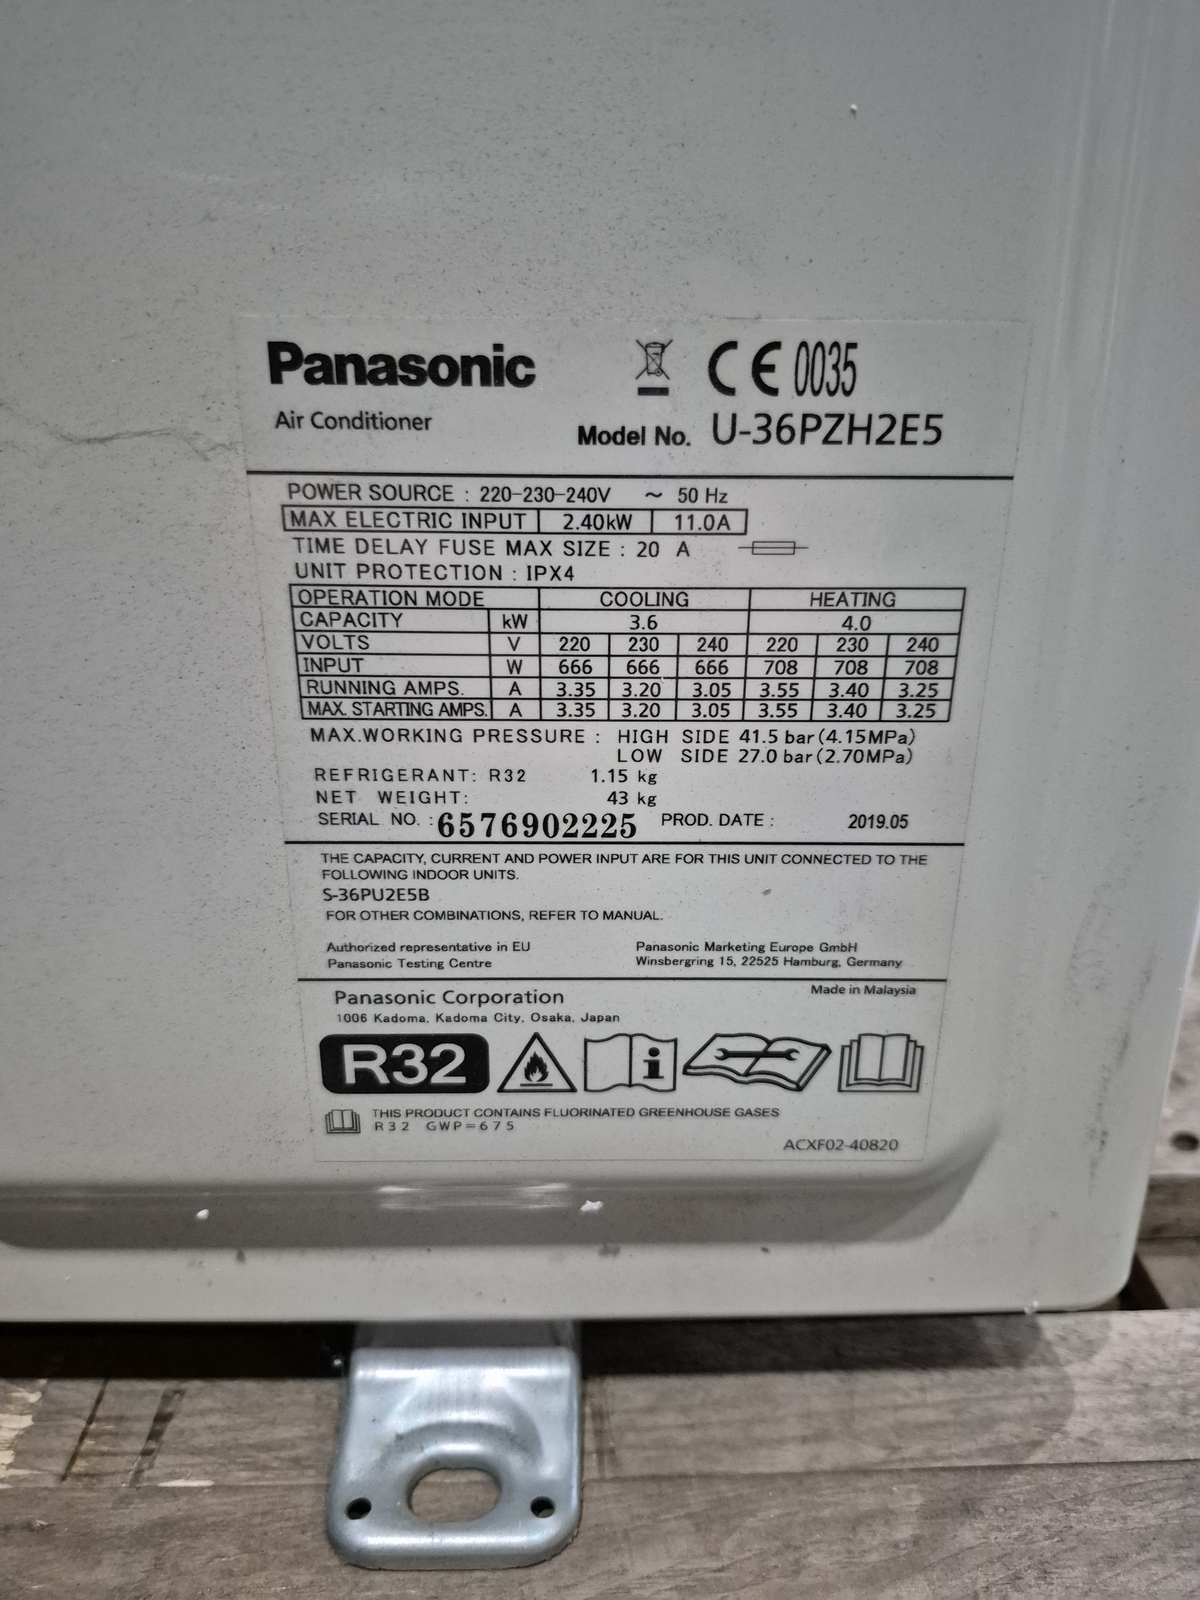 Panasonic
CE 0035
Air Conditioner
Model No. U-36PZH2E5
POWER SOURCE : 220-230-240V ~ 50 Hz
MAX ELECTRIC INPUT 2.40kW 11.0A
TIME DELAY FUSE MAX SIZE : 20 A
UNIT PROTECTION : IPX4
OPERATION MODE COOLING HEATING
CAPACITY kW 3.6 4.0
VOLTS V 220 230 240 220 230 240
INPUT W 666 666 666 708 708 708
RUNNING AMPS. A 3.35 3.20 3.05 3.55 3.40 3.25
MAX. STARTING AMPS. A 3.35 3.20 3.05 3.55 3.40 3.25
MAX.WORKING PRESSURE : HIGH SIDE 41.5 bar(4.15MPa)
LOW SIDE 27.0 bar(2.70MPa)
REFRIGERANT: R32 1.15 kg
NET WEIGHT: 43 kg
SERIAL NO. : 6576902225 PROD. DATE : 2019.05
THE CAPACITY, CURRENT AND POWER INPUT ARE FOR THIS UNIT CONNECTED TO THE
FOLLOWING INDOOR UNITS.
S-36PU2E5B
FOR OTHER COMBINATIONS, REFER TO MANUAL.
Authorized representative in EU Panasonic Marketing Europe GmbH
Panasonic Testing Centre Winsbergring 15, 22525 Hamburg, Germany
Made in Malaysia
Panasonic Corporation
1006 Kadoma, Kadoma City, Osaka, Japan
R32
THIS PRODUCT CONTAINS FLUORINATED GREENHOUSE GASES
R32 GWP=675
ACXF02-40820